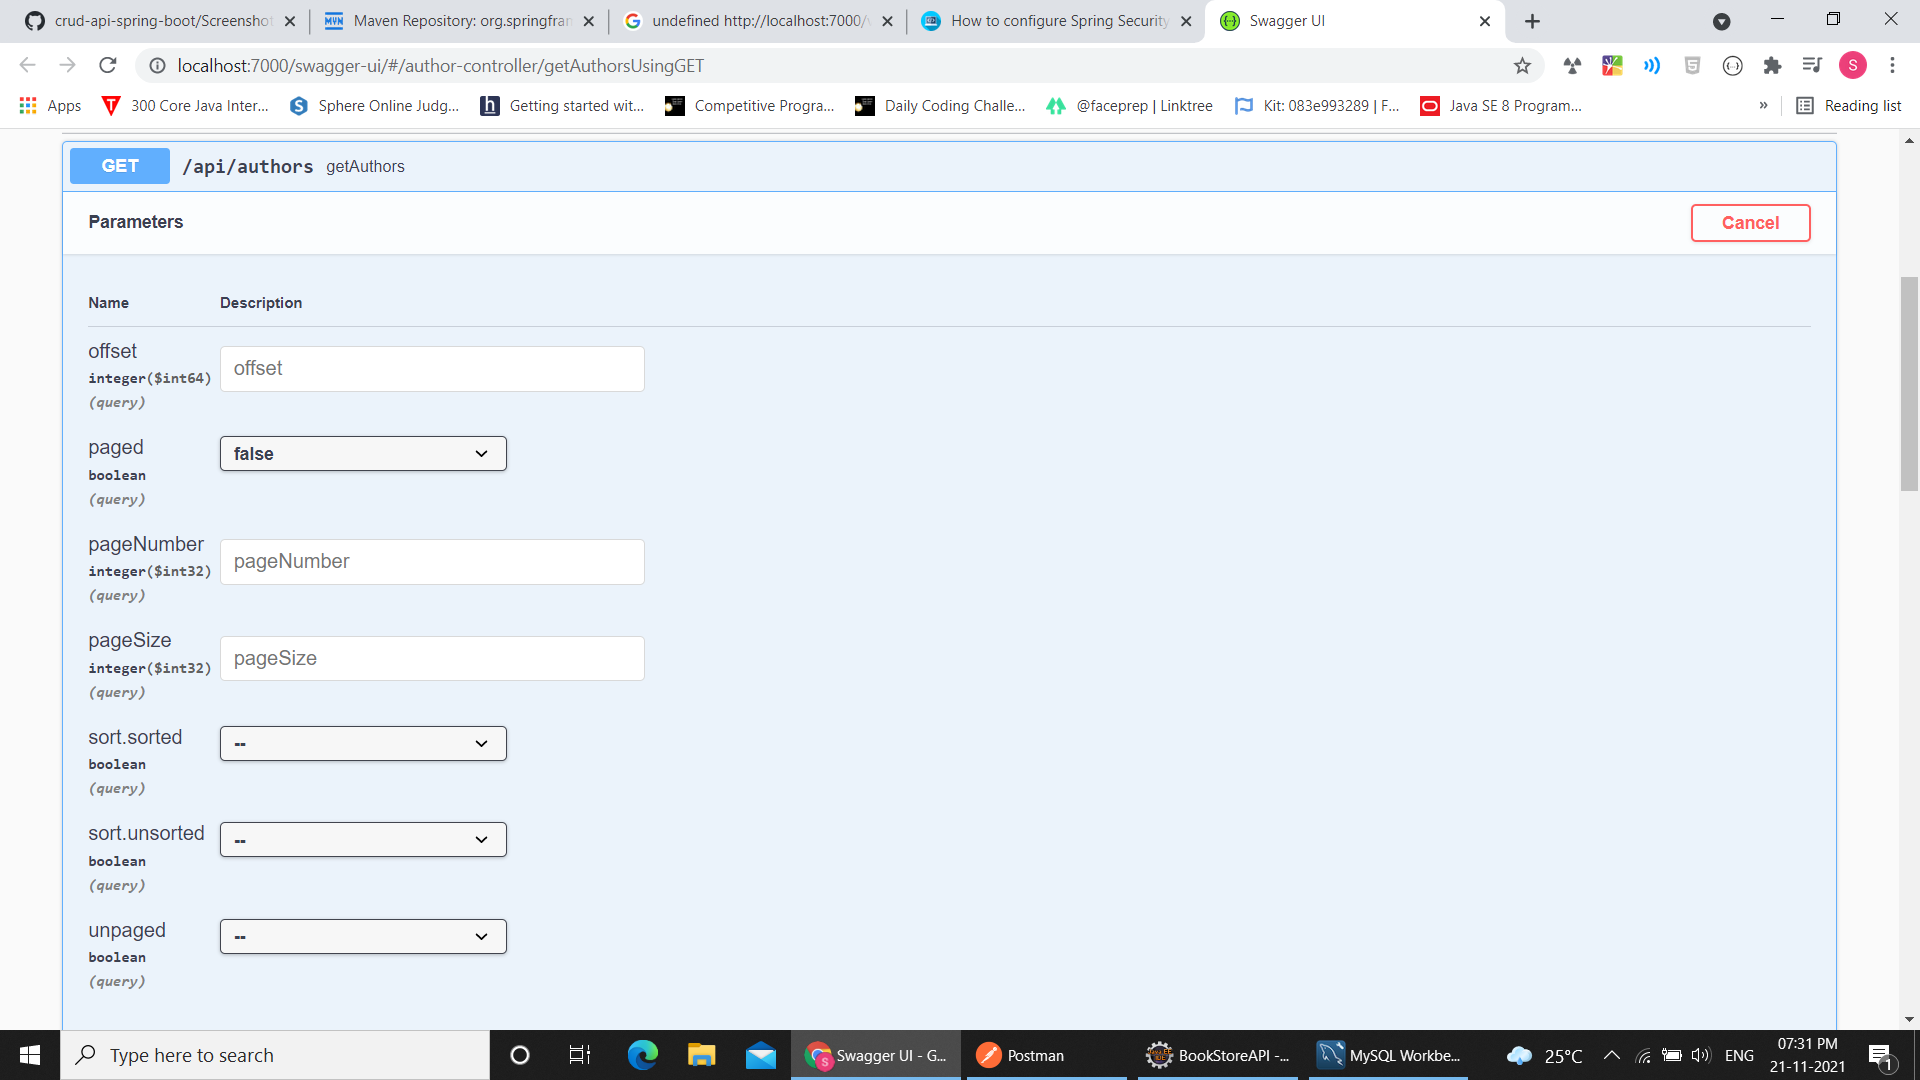 crud-api-spring-boot/Screenshot
Maven Repository: org.springfran
undefined http://localhost:7000/
How to configure Spring Security
Swagger UI
localhost:7000/swagger-ui/#/author-controller/getAuthorsUsingGET
S
Apps
300 Core Java Inter...
Sphere Online Judg...
Getting started wit...
Competitive Progra...
Daily Coding Challe...
@faceprep | Linktree
Kit: 083e993289 | F...
Java SE 8 Program...
»
Reading list
GET /api/authors getAuthors
Parameters
Cancel
Name Description
offset
integer($int64)
(query)
offset
paged
boolean
(query)
false
pageNumber
integer($int32)
(query)
pageNumber
pageSize
integer($int32)
(query)
pageSize
sort.sorted
boolean
(query)
--
sort.unsorted
boolean
(query)
--
unpaged
boolean
(query)
--
Type here to search
Swagger UI - G...
Postman
BookStoreAPI -...
MySQL Workbe...
25°C
ENG
07:31 PM
21-11-2021
1